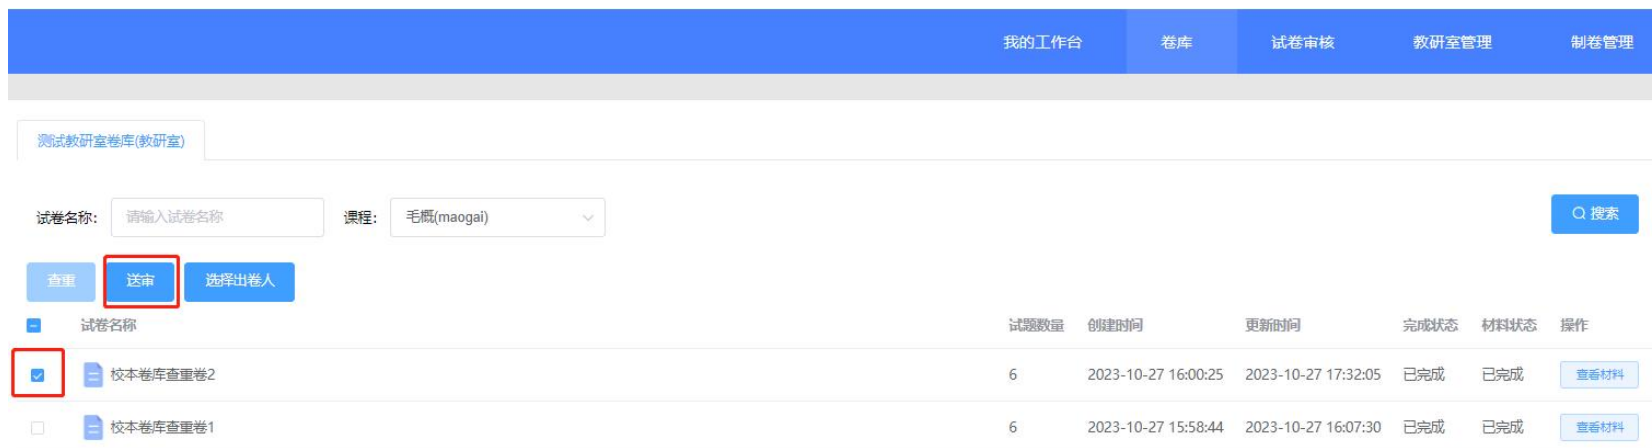 我的工作台 卷库 试卷审核 教研室管理 制卷管理
测试教研室卷库(教研室)
试卷名称: 请输入试卷名称 课程: 毛概(maogai) 搜索
查重 送审 选择出卷人
试卷名称 试题数量 创建时间 更新时间 完成状态 材料状态 操作
校本卷库查重卷2 6 2023-10-27 16:00:25 2023-10-27 17:32:05 已完成 已完成 查看材料
校本卷库查重卷1 6 2023-10-27 15:58:44 2023-10-27 16:07:30 已完成 已完成 查看材料